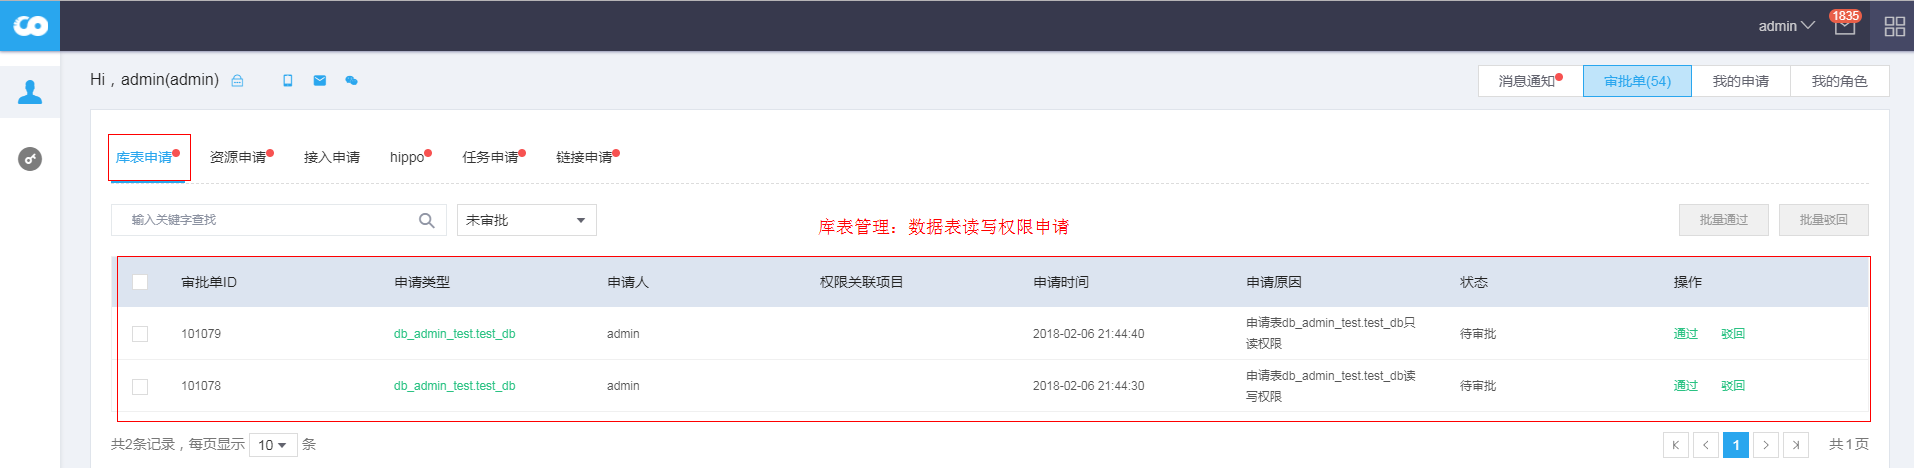 admin 1835
Hi，admin(admin)
消息通知 审批单(54) 我的申请 我的角色
库表申请 资源申请 接入申请 hippo 任务申请 链接申请
输入关键字查找 未审批 库表管理：数据表读写权限申请 批量通过 批量驳回
审批单ID 申请类型 申请人 权限关联项目 申请时间 申请原因 状态 操作
101079 db_admin_test.test_db admin 2018-02-06 21:44:40 申请表db_admin_test.test_db只 待审批 通过 驳回
读权限
101078 db_admin_test.test_db admin 2018-02-06 21:44:30 申请表db_admin_test.test_db读 待审批 通过 驳回
写权限
共2条记录，每页显示 10 条 1 共1页